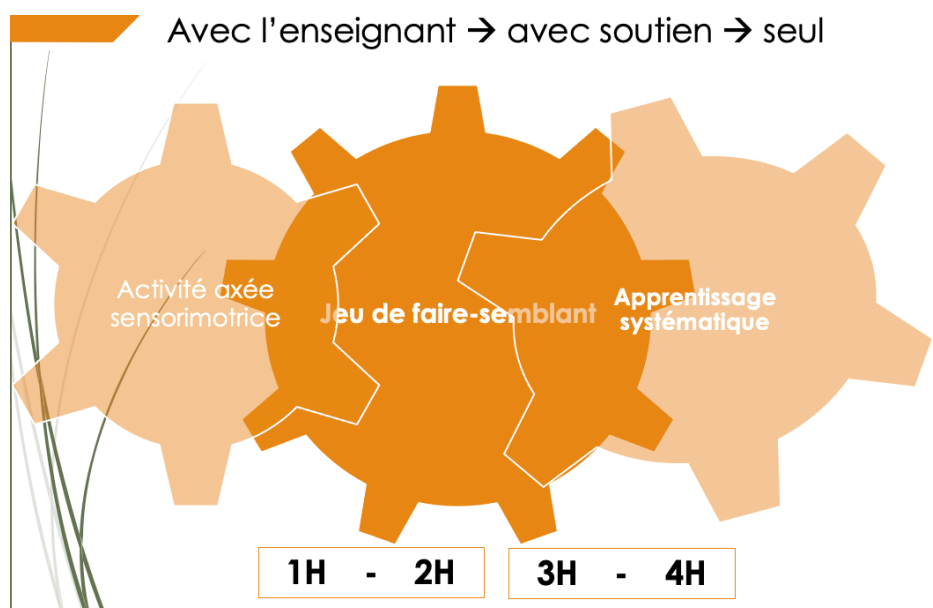 Avec l’enseignant → avec soutien → seul
Activité axée
sensorimotrice
Jeu de faire-semblant
Apprentissage
systématique
1H - 2H
3H - 4H